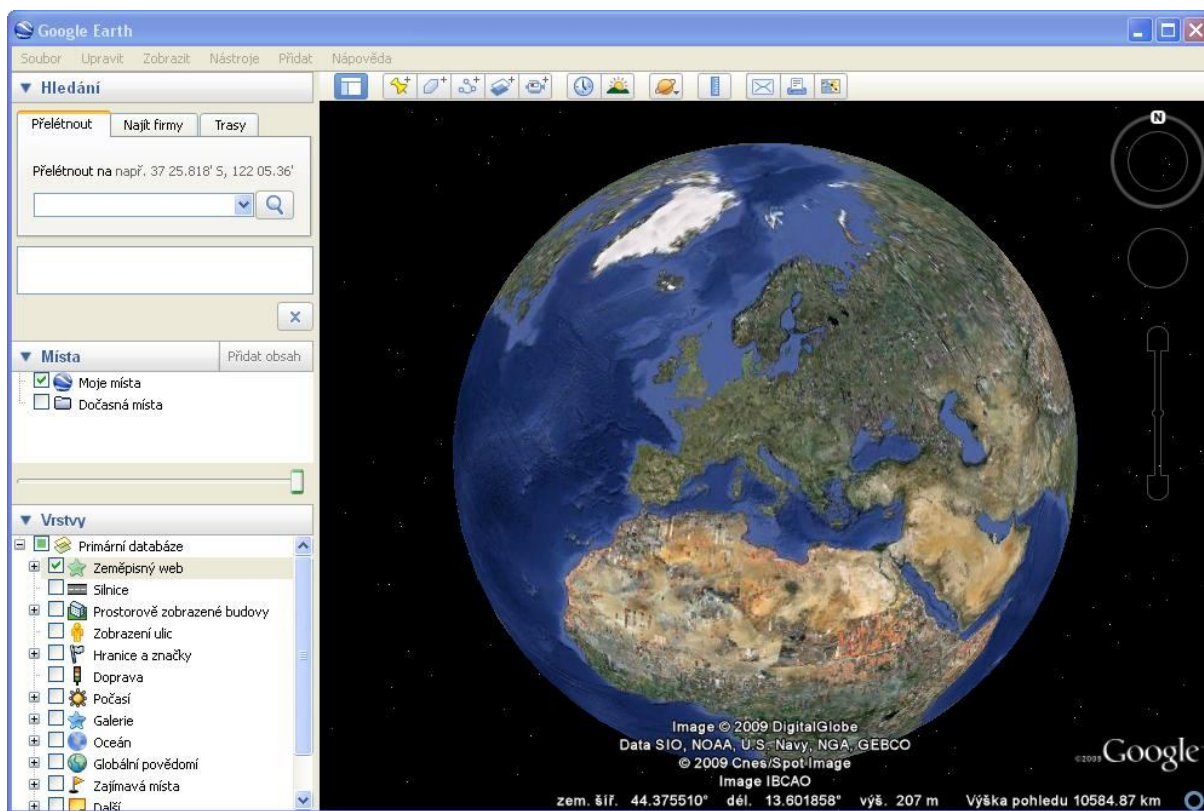 Google Earth
Soubor Upravit Zobrazit Nástroje Přidat Nápověda
Hledání
Přelétnout Najít firmy Trasy
Přelétnout na např. 37 25.818' S, 122 05.36'
Místa Přidat obsah
Moje místa
Dočasná místa
Vrstvy
Primární databáze
Zeměpisný web
Silnice
Prostorově zobrazené budovy
Zobrazení ulic
Hranice a značky
Doprava
Počasí
Galerie
Oceán
Globální povědomí
Zajímavá místa
Další
N
Image © 2009 DigitalGlobe
Data SIO, NOAA, U.S. Navy, NGA, GEBCO
© 2009 Cnes/Spot Image
Image IBCAO
Google
zem. šíř. 44.375510° dél. 13.601858° výš. 207 m Výška pohledu 10584.87 km